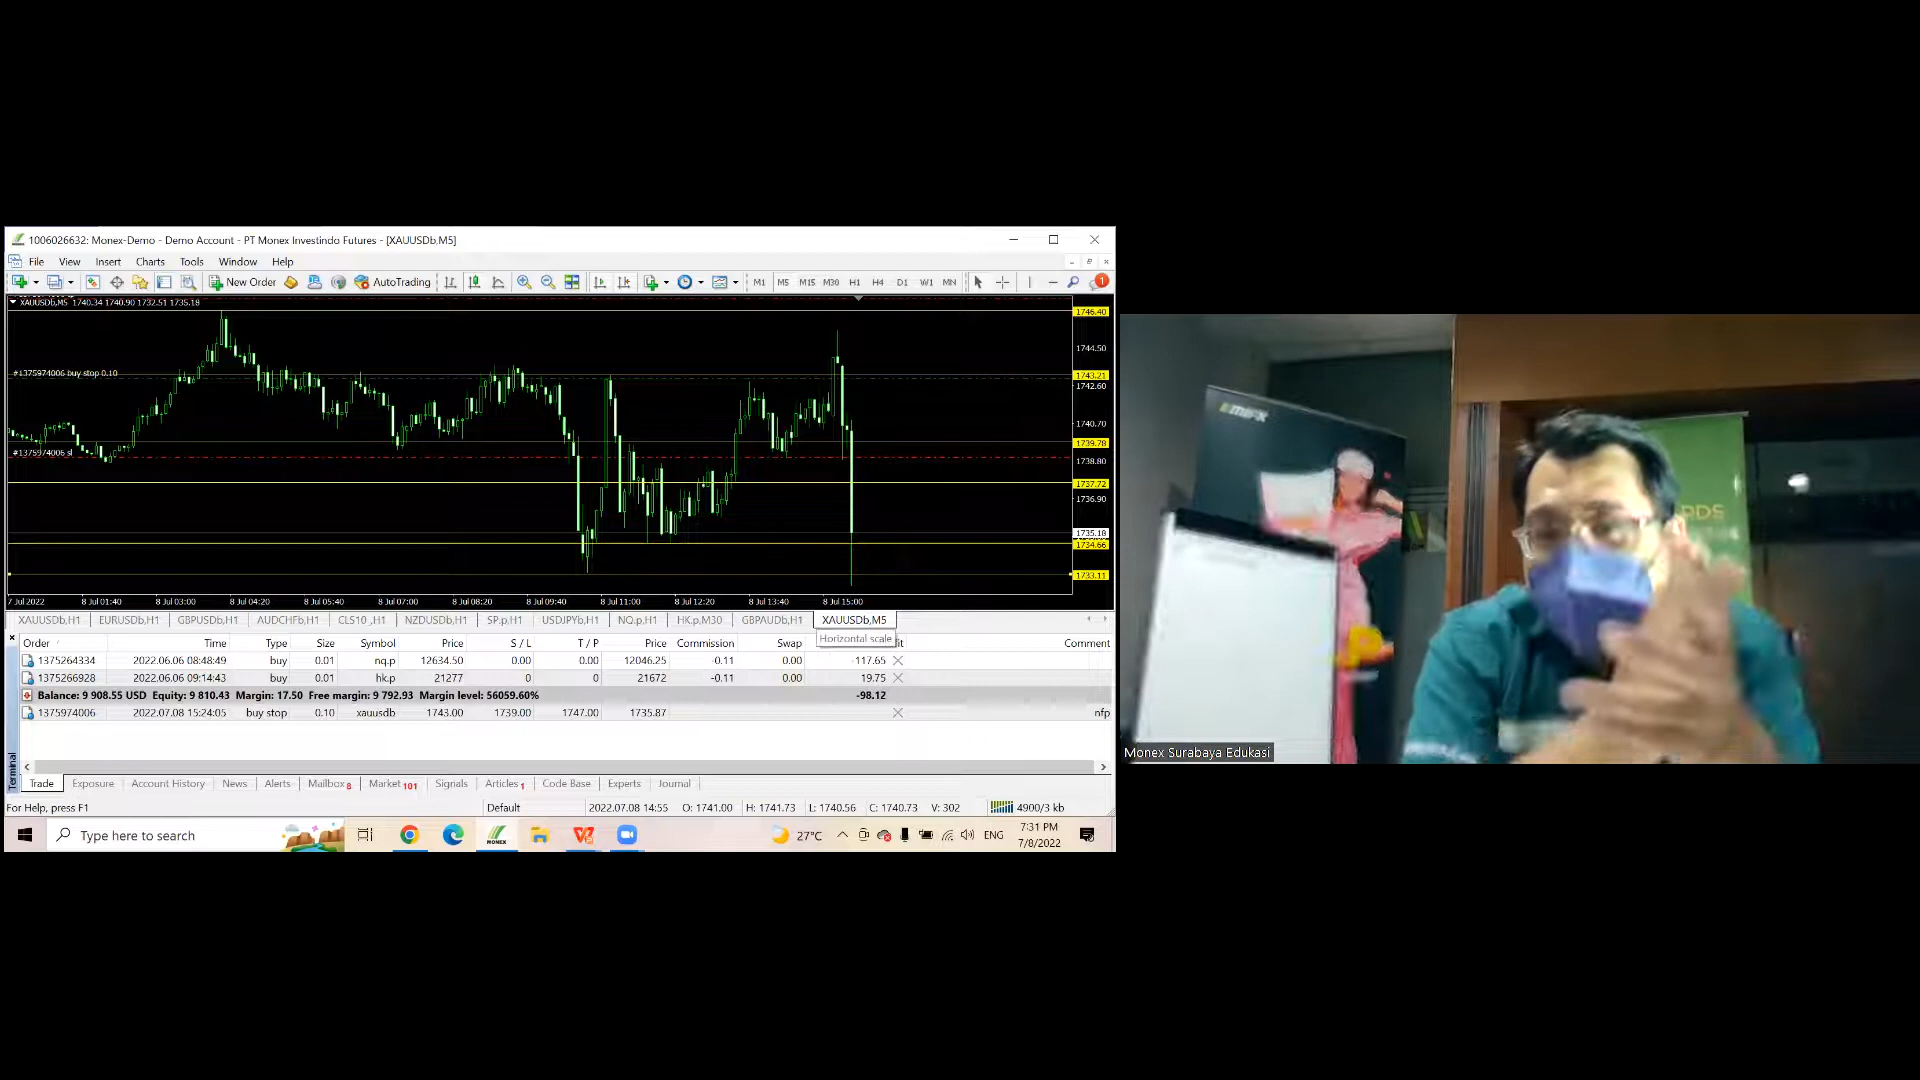 1006026632: Monex-Demo - Demo Account - PT Monex Investindo Futures - [XAUUSDb,M5]
File View Insert Charts Tools Window Help
New Order AutoTrading M1 M5 M15 M30 H1 H4 D1 W1 MN 1
XAUUSDb,M5 1740.34 1740.90 1732.51 1735.18
1746.40
1744.50
#1375974006 buy stop 0.10
1743.21
1742.60
1740.70
1739.78
#1375974006 sl
1738.80
1737.72
1736.90
1735.18
1734.66
1733.11
7 Jul 2022 8 Jul 01:40 8 Jul 03:00 8 Jul 04:20 8 Jul 05:40 8 Jul 07:00 8 Jul 08:20 8 Jul 09:40 8 Jul 11:00 8 Jul 12:20 8 Jul 13:40 8 Jul 15:00
XAUUSDb,H1 EURUSDb,H1 GBPUSDb,H1 AUDCHFb,H1 CLS10 ,H1 NZDUSDb,H1 SP.p,H1 USDJPYb,H1 NQ.p,H1 HK.p,M30 GBPAUDb,H1 XAUUSDb,M5
Horizontal scale
Order Time Type Size Symbol Price S / L T / P Price Commission Swap Comment
1375264334 2022.06.06 08:48:49 buy 0.01 nq.p 12634.50 0.00 0.00 12046.25 -0.11 0.00 -117.65
1375266928 2022.06.06 09:14:43 buy 0.01 hk.p 21277 0 0 21672 -0.11 0.00 19.75
Balance: 9 908.55 USD Equity: 9 810.43 Margin: 17.50 Free margin: 9 792.93 Margin level: 56059.60% -98.12
1375974006 2022.07.08 15:24:05 buy stop 0.10 xauusdb 1743.00 1739.00 1747.00 1735.87 nfp
Terminal
Trade Exposure Account History News Alerts Mailbox 8 Market 101 Signals Articles 1 Code Base Experts Journal
For Help, press F1 Default 2022.07.08 14:55 O: 1741.00 H: 1741.73 L: 1740.56 C: 1740.73 V: 302 4900/3 kb
Type here to search MONEX 27°C ENG 7:31 PM
7/8/2022
Monex Surabaya Edukasi